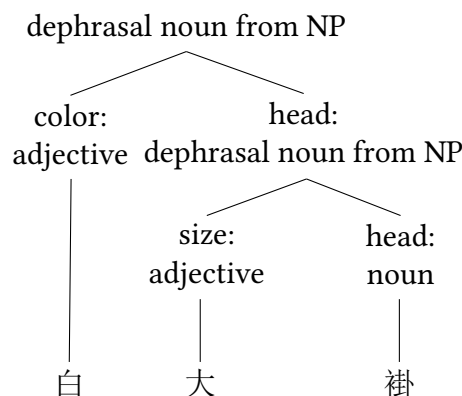 dephrasal noun from NP
color:
adjective
head:
dephrasal noun from NP
size:
adjective
head:
noun
白 大 褂